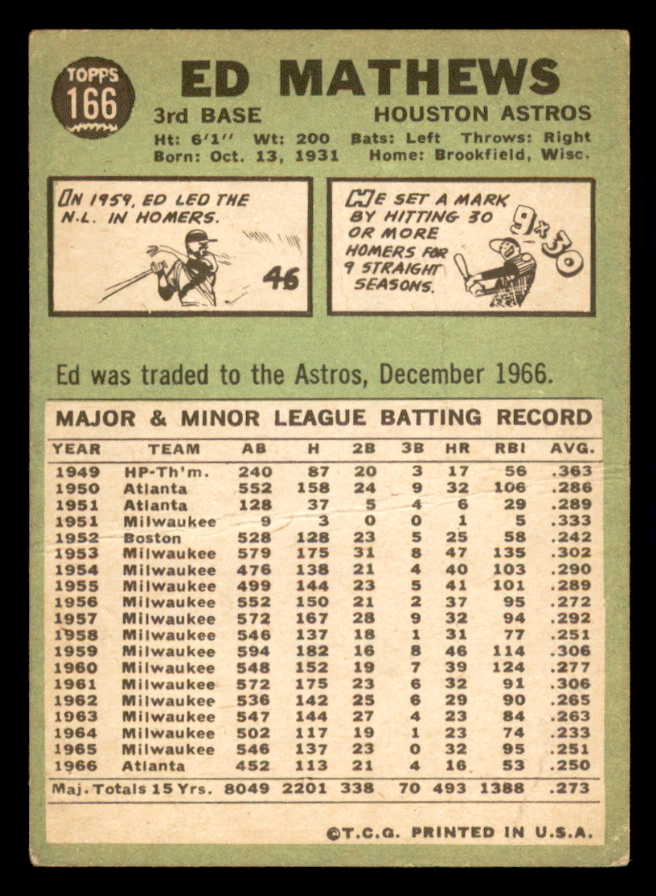 TOPPS
166
ED MATHEWS
3rd BASE HOUSTON ASTROS
Ht: 6'1" Wt: 200 Bats: Left Throws: Right
Born: Oct. 13, 1931 Home: Brookfield, Wisc.
IN 1959, ED LED THE
N.L. IN HOMERS.
46
HE SET A MARK
BY HITTING 30
OR MORE
HOMERS FOR
9 STRAIGHT
SEASONS.
9x30
Ed was traded to the Astros, December 1966.
MAJOR & MINOR LEAGUE BATTING RECORD
YEAR TEAM AB H 2B 3B HR RBI AVG.
1949 HP-Th'm. 240 87 20 3 17 56 .363
1950 Atlanta 552 158 24 9 32 106 .286
1951 Atlanta 128 37 5 4 6 29 .289
1951 Milwaukee 9 3 0 0 1 5 .333
1952 Boston 528 128 23 5 25 58 .242
1953 Milwaukee 579 175 31 8 47 135 .302
1954 Milwaukee 476 138 21 4 40 103 .290
1955 Milwaukee 499 144 23 5 41 101 .289
1956 Milwaukee 552 150 21 2 37 95 .272
1957 Milwaukee 572 167 28 9 32 94 .292
1958 Milwaukee 546 137 18 1 31 77 .251
1959 Milwaukee 594 182 16 8 46 114 .306
1960 Milwaukee 548 152 19 7 39 124 .277
1961 Milwaukee 572 175 23 6 32 91 .306
1962 Milwaukee 536 142 25 6 29 90 .265
1963 Milwaukee 547 144 27 4 23 84 .263
1964 Milwaukee 502 117 19 1 23 74 .233
1965 Milwaukee 546 137 23 0 32 95 .251
1966 Atlanta 452 113 21 4 16 53 .250
Maj. Totals 15 Yrs. 8049 2201 338 70 493 1388 .273
©T.C.G. PRINTED IN U.S.A.